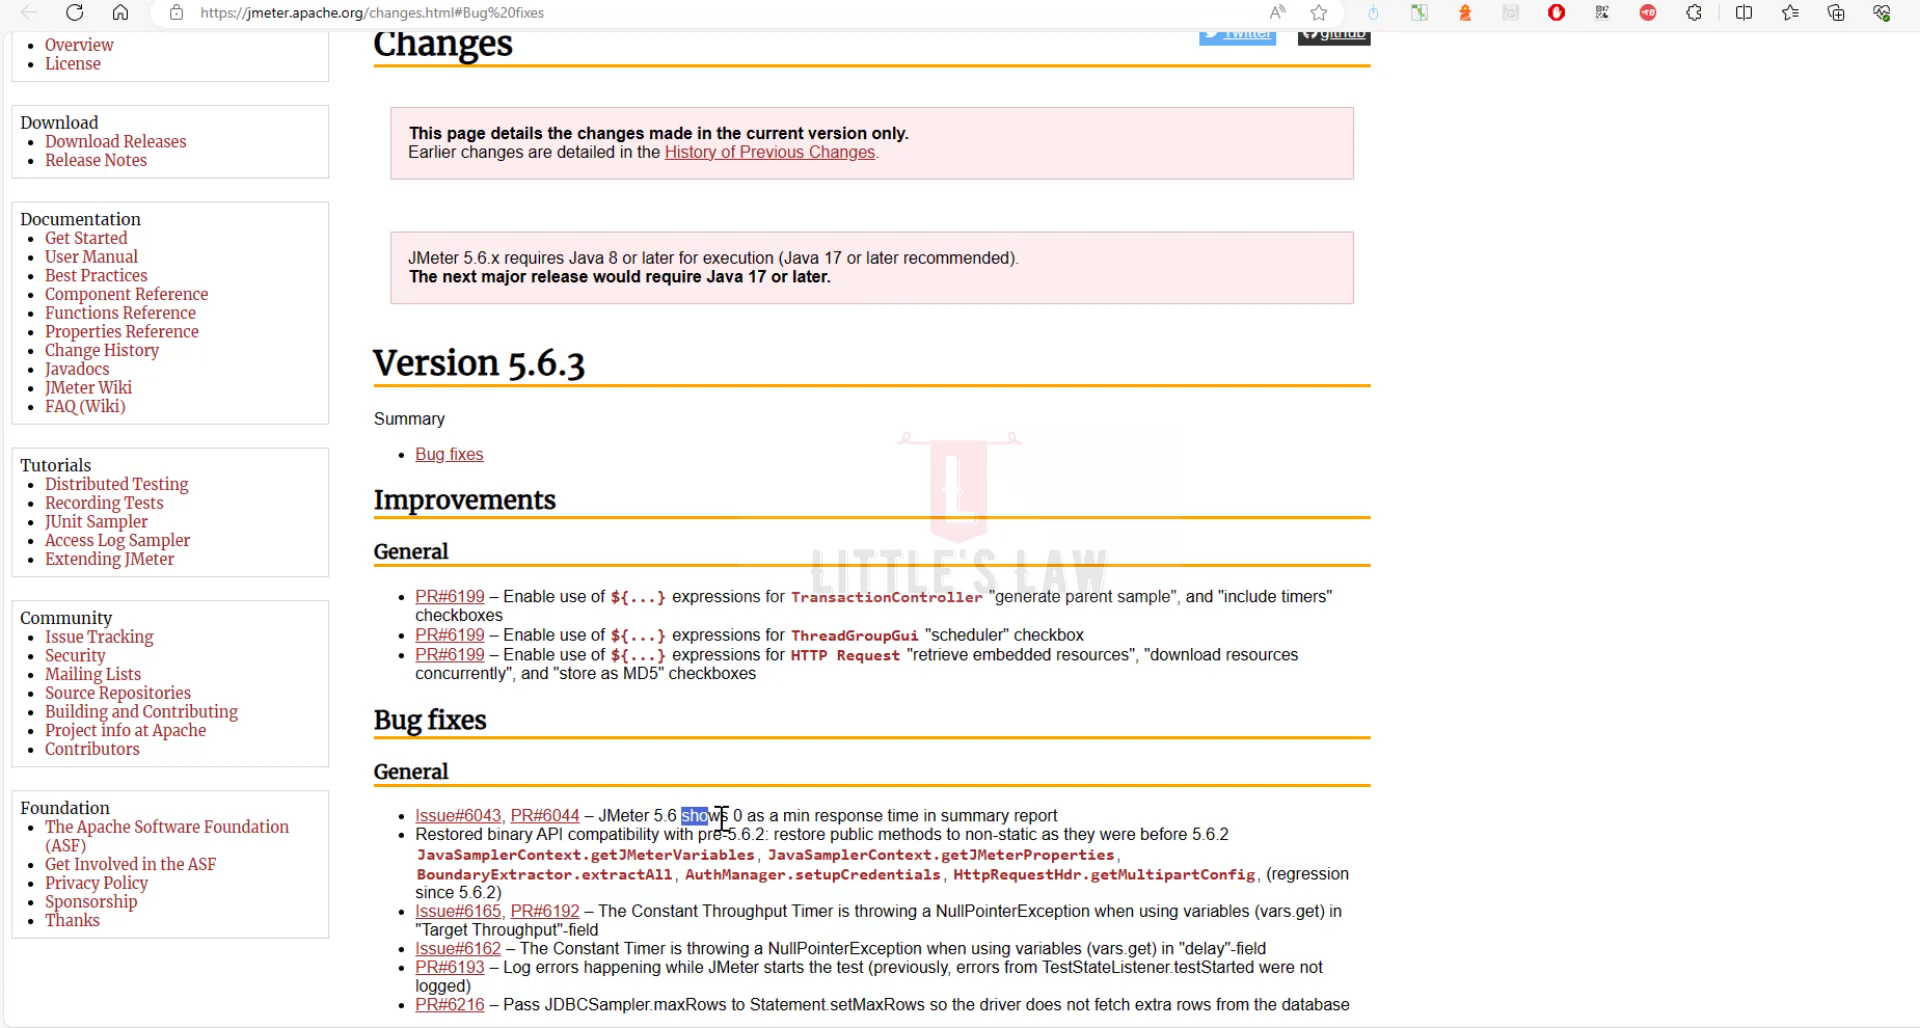 https://jmeter.apache.org/changes.html#Bug%20fixes
Overview
License
Download
Download Releases
Release Notes
Documentation
Get Started
User Manual
Best Practices
Component Reference
Functions Reference
Properties Reference
Change History
Javadocs
JMeter Wiki
FAQ (Wiki)
Tutorials
Distributed Testing
Recording Tests
JUnit Sampler
Access Log Sampler
Extending JMeter
Community
Issue Tracking
Security
Mailing Lists
Source Repositories
Building and Contributing
Project info at Apache
Contributors
Foundation
The Apache Software Foundation
(ASF)
Get Involved in the ASF
Privacy Policy
Sponsorship
Thanks
Changes
Twitter
github
This page details the changes made in the current version only.
Earlier changes are detailed in the History of Previous Changes.
JMeter 5.6.x requires Java 8 or later for execution (Java 17 or later recommended).
The next major release would require Java 17 or later.
Version 5.6.3
Summary
Bug fixes
Improvements
L
LITTLE'S LAW
General
PR#6199 – Enable use of ${...} expressions for TransactionController "generate parent sample", and "include timers"
checkboxes
PR#6199 – Enable use of ${...} expressions for ThreadGroupGui "scheduler" checkbox
PR#6199 – Enable use of ${...} expressions for HTTP Request "retrieve embedded resources", "download resources
concurrently", and "store as MD5" checkboxes
Bug fixes
General
Issue#6043, PR#6044 – JMeter 5.6 shows 0 as a min response time in summary report
Restored binary API compatibility with pre-5.6.2: restore public methods to non-static as they were before 5.6.2
JavaSamplerContext.getJMeterVariables, JavaSamplerContext.getJMeterProperties,
BoundaryExtractor.extractAll, AuthManager.setupCredentials, HttpRequestHdr.getMultipartConfig, (regression
since 5.6.2)
Issue#6165, PR#6192 – The Constant Throughput Timer is throwing a NullPointerException when using variables (vars.get) in
"Target Throughput"-field
Issue#6162 – The Constant Timer is throwing a NullPointerException when using variables (vars.get) in "delay"-field
PR#6193 – Log errors happening while JMeter starts the test (previously, errors from TestStateListener.testStarted were not
logged)
PR#6216 – Pass JDBCSampler.maxRows to Statement.setMaxRows so the driver does not fetch extra rows from the database